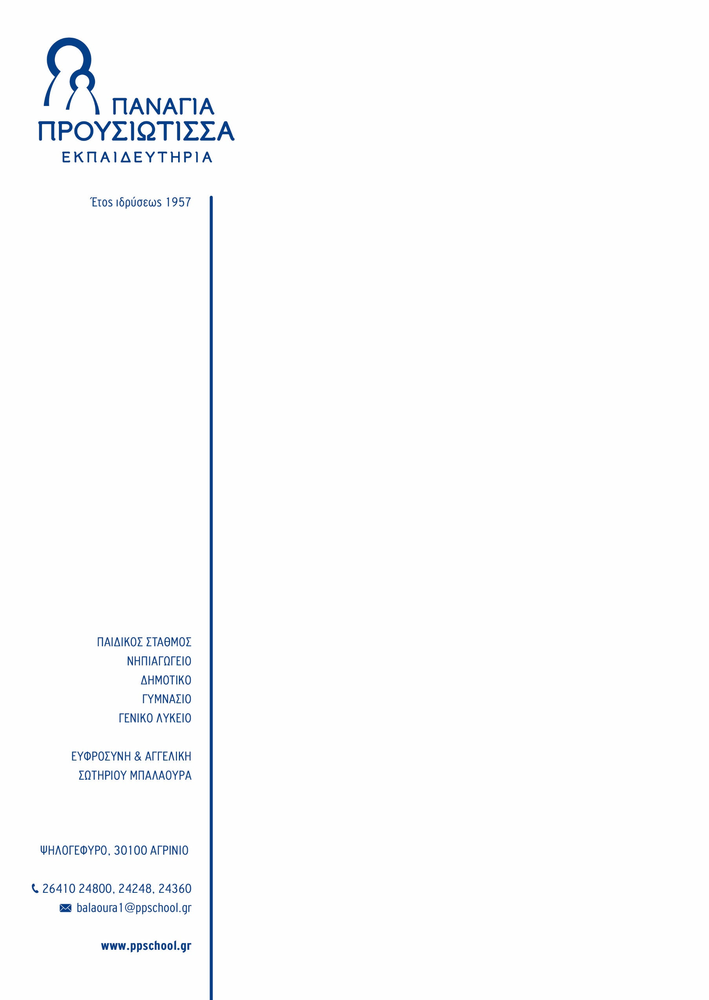 ΠΑΝΑΓΙΑ
ΠΡΟΥΣΙΩΤΙΣΣΑ
ΕΚΠΑΙΔΕΥΤΗΡΙΑ
Έτος ιδρύσεως 1957
ΠΑΙΔΙΚΟΣ ΣΤΑΘΜΟΣ
ΝΗΠΙΑΓΩΓΕΙΟ
ΔΗΜΟΤΙΚΟ
ΓΥΜΝΑΣΙΟ
ΓΕΝΙΚΟ ΛΥΚΕΙΟ
ΕΥΦΡΟΣΥΝΗ & ΑΓΓΕΛΙΚΗ
ΣΩΤΗΡΙΟΥ ΜΠΑΛΑΟΥΡΑ
ΨΗΛΟΓΕΦΥΡΟ, 30100 ΑΓΡΙΝΙΟ
26410 24800, 24248, 24360
balaoura1@ppschool.gr
www.ppschool.gr